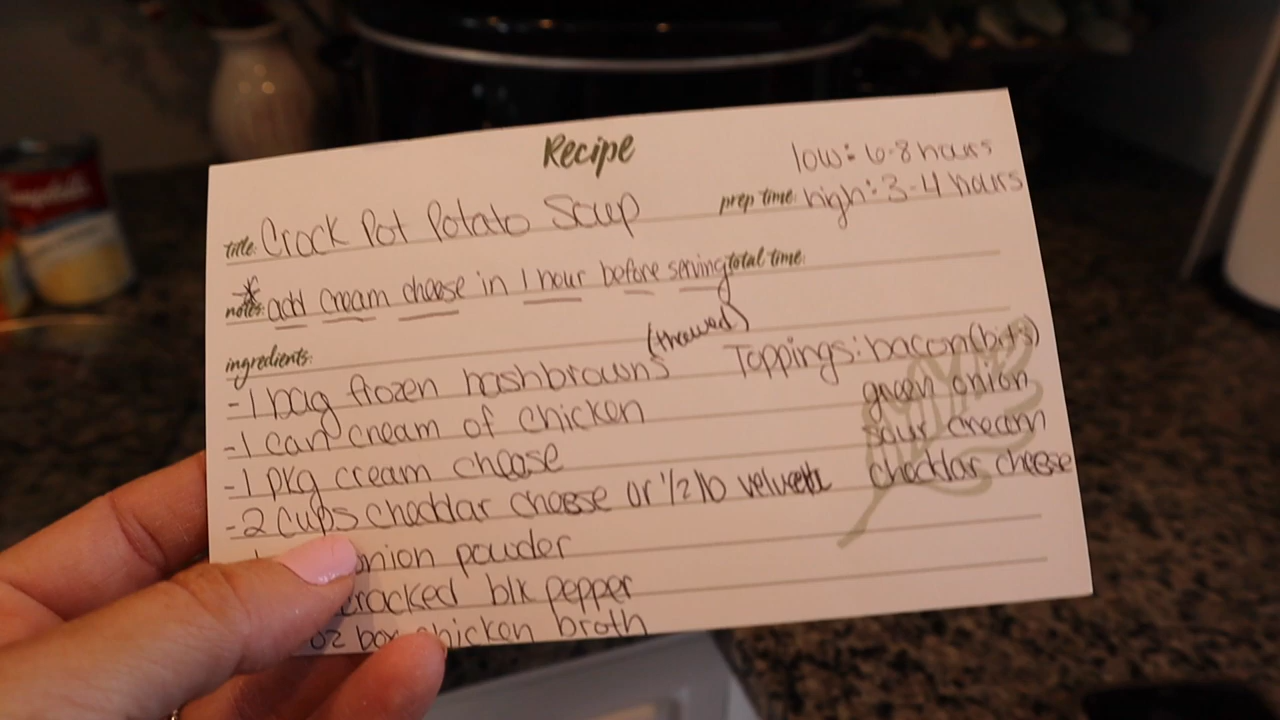 Campbell's
Recipe
low: 6-8 hours
prep time: high: 3-4 hours
title: Crock Pot Potato Soup
total time:
notes: * add cream cheese in 1 hour before serving
ingredients:
(thawed)
-1 bag frozen hashbrowns
-1 can cream of chicken
-1 pkg cream cheese
-2 cups cheddar cheese or 1/2 lb velveeta
onion powder
cracked blk pepper
oz box chicken broth
Toppings: bacon(bits)
green onion
sour cream
cheddar cheese